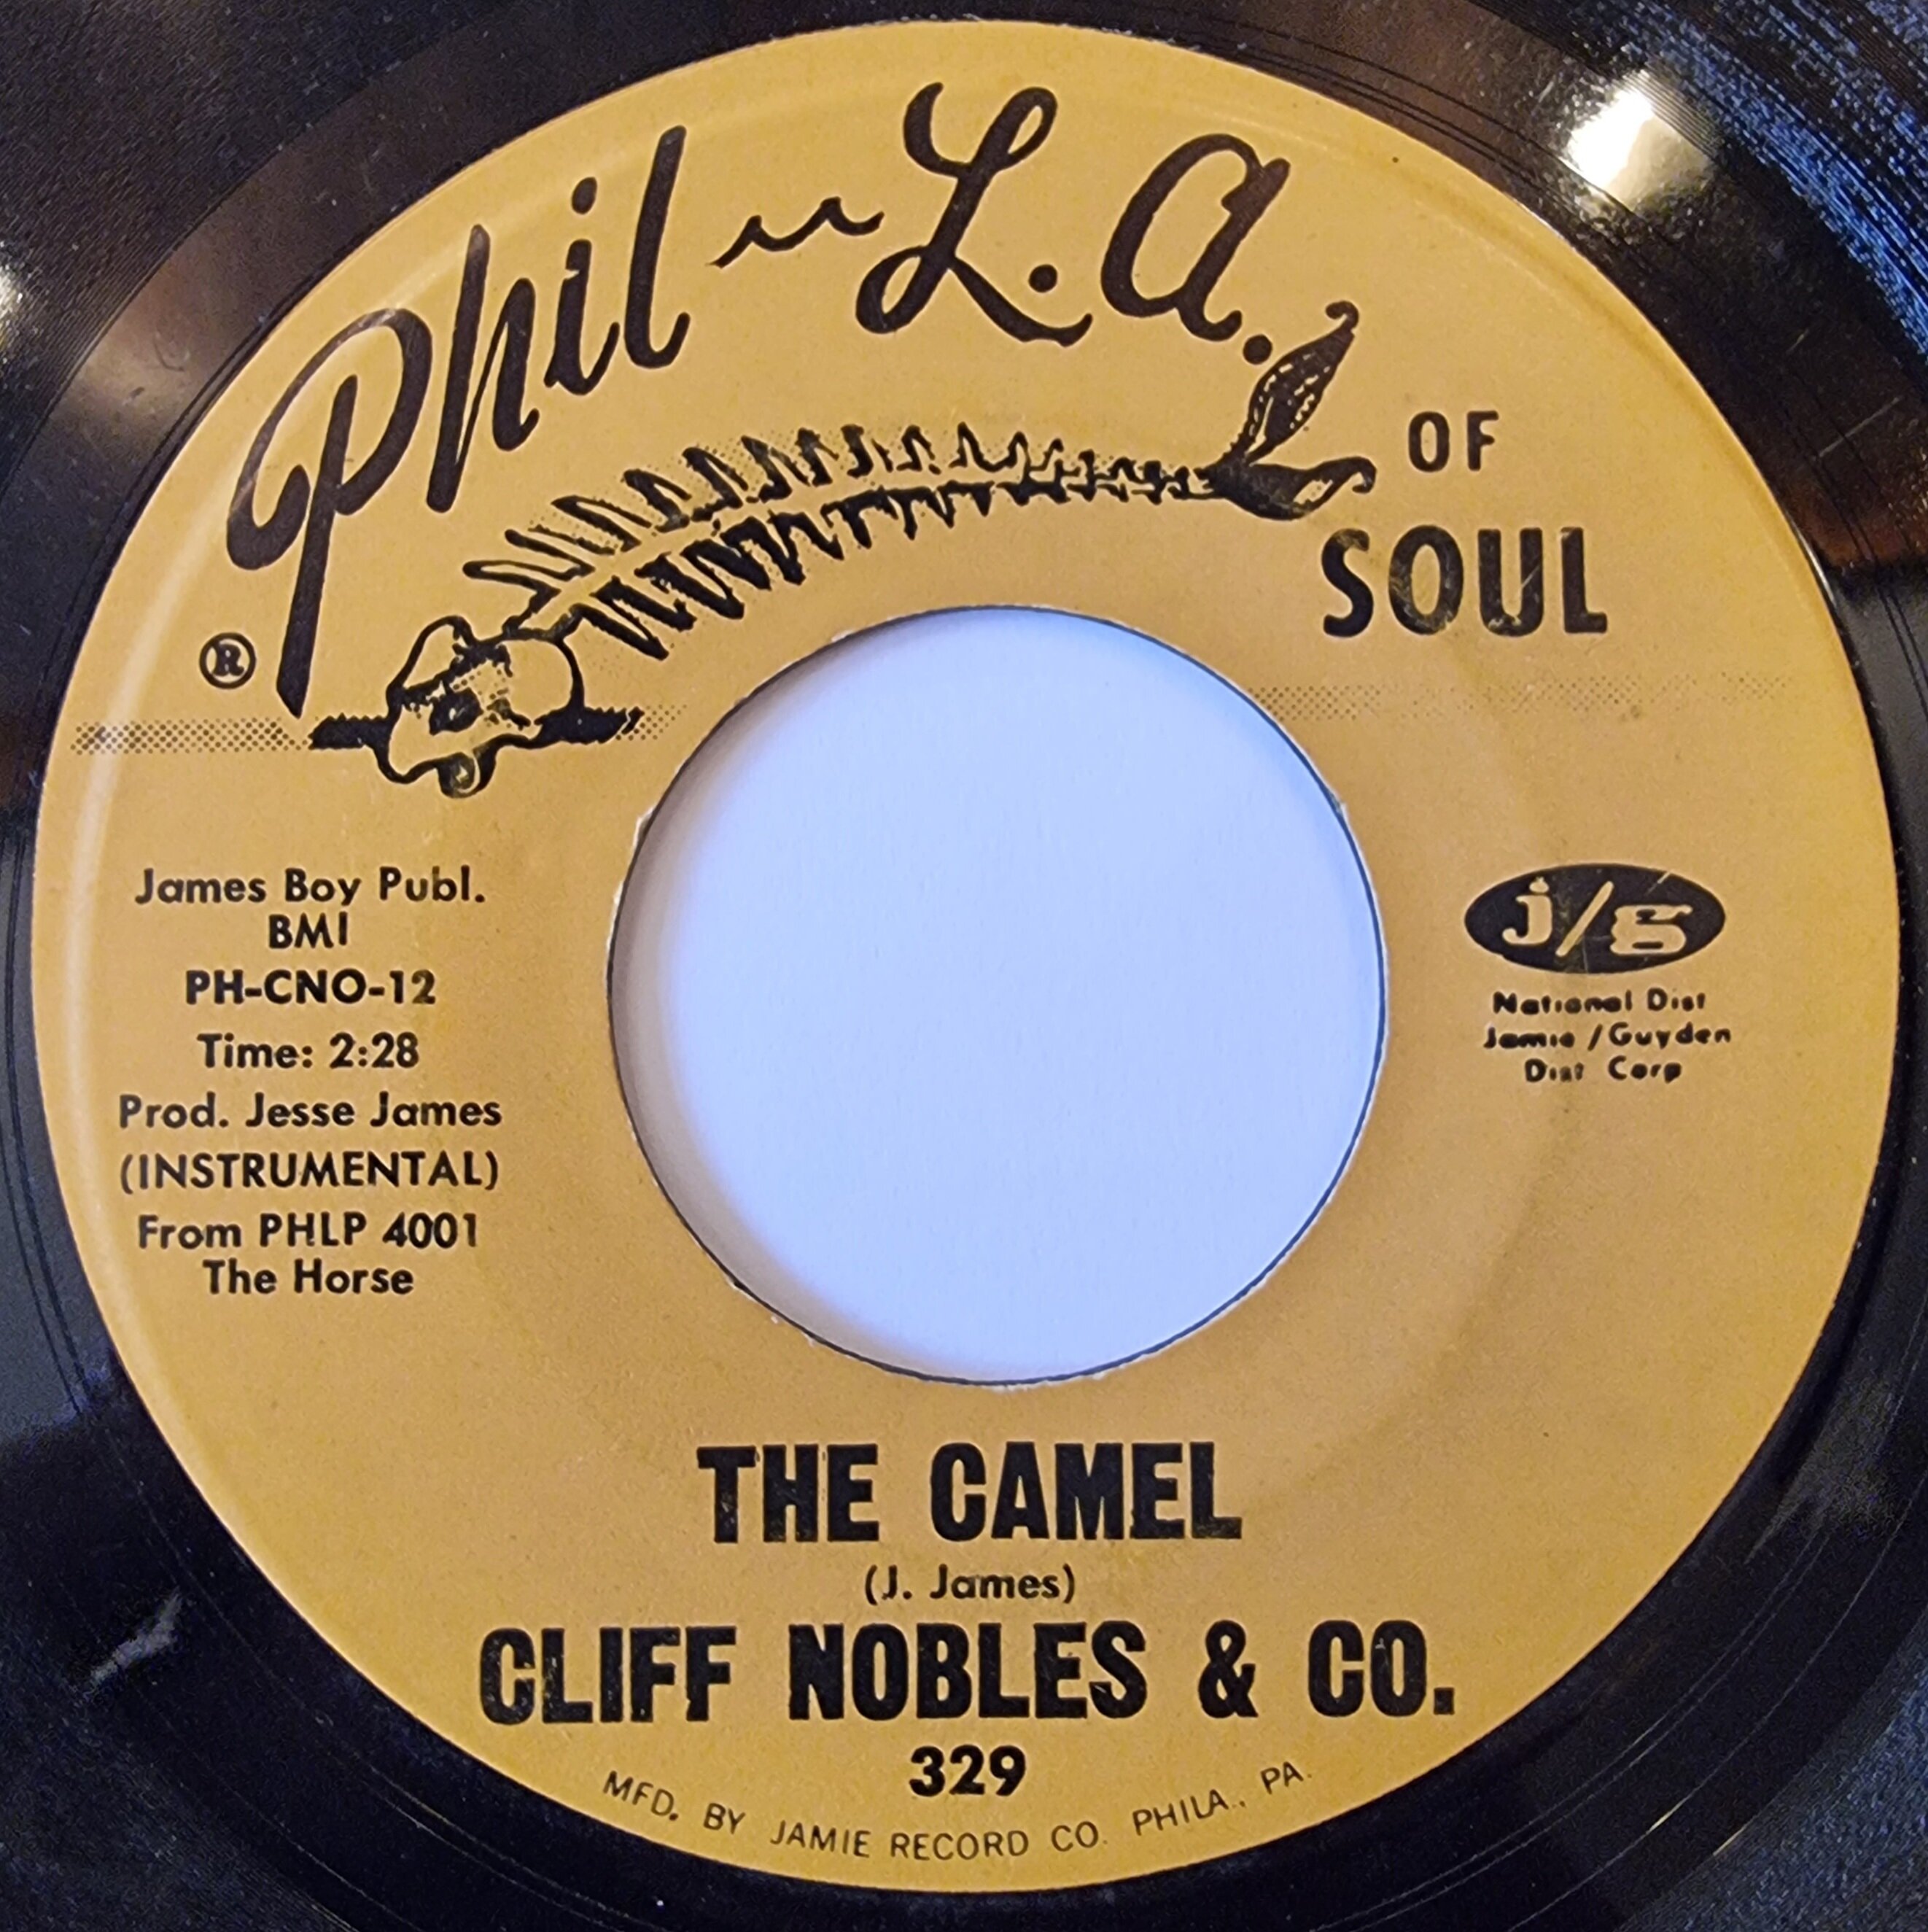 Phil-L.A.
OF
SOUL
®
James Boy Publ.
BMI
PH-CNO-12
Time: 2:28
Prod. Jesse James
(INSTRUMENTAL)
From PHLP 4001
The Horse
j/g
National Dist
Jamie / Guyden
Dist Corp
THE CAMEL
(J. James)
CLIFF NOBLES & CO.
329
MFD. BY JAMIE RECORD CO. PHILA., PA.